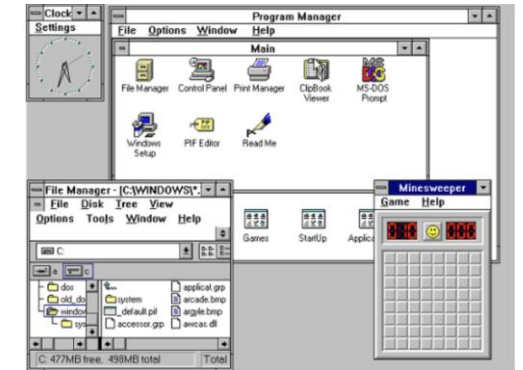 Clock
Settings
Program Manager
File Options Window Help
Main
File Manager Control Panel Print Manager ClipBook Viewer MS-DOS Prompt
Windows Setup PIF Editor Read Me
Games StartUp Applica
File Manager - [C:\WINDOWS\*.
File Disk Tree View
Options Tools Window Help
C:
a c
dos
old_do
window
sys
system
_default.pif
accessor.grp
applicat.grp
arcade.bmp
argyle.bmp
awcas.dll
C: 477MB free, 498MB total Total
Minesweeper
Game Help